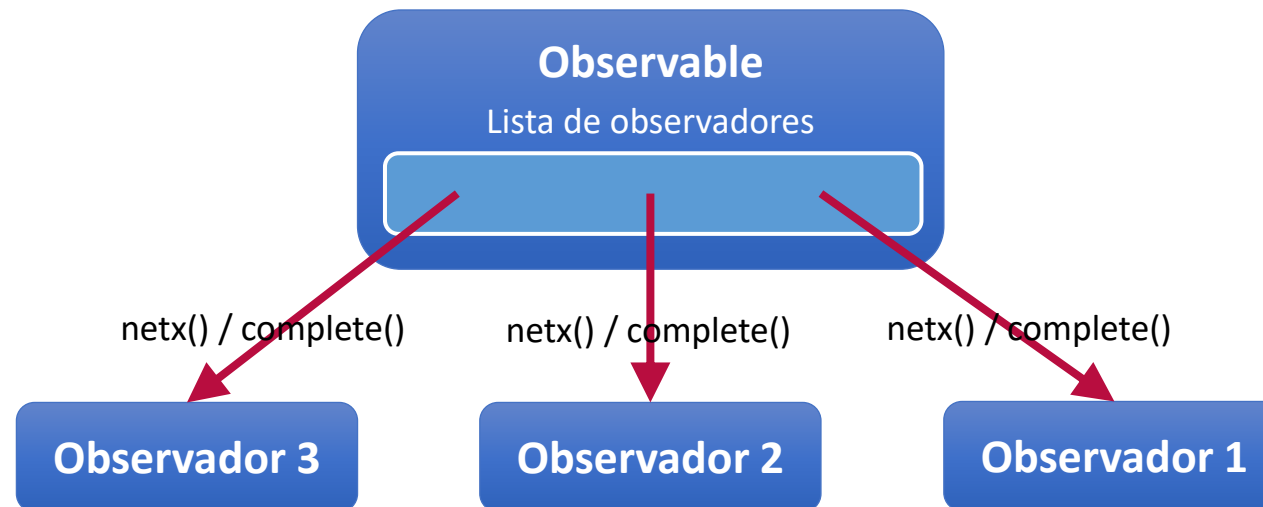 Observable
Lista de observadores
netx() / complete()
netx() / complete()
netx() / complete()
Observador 3
Observador 2
Observador 1